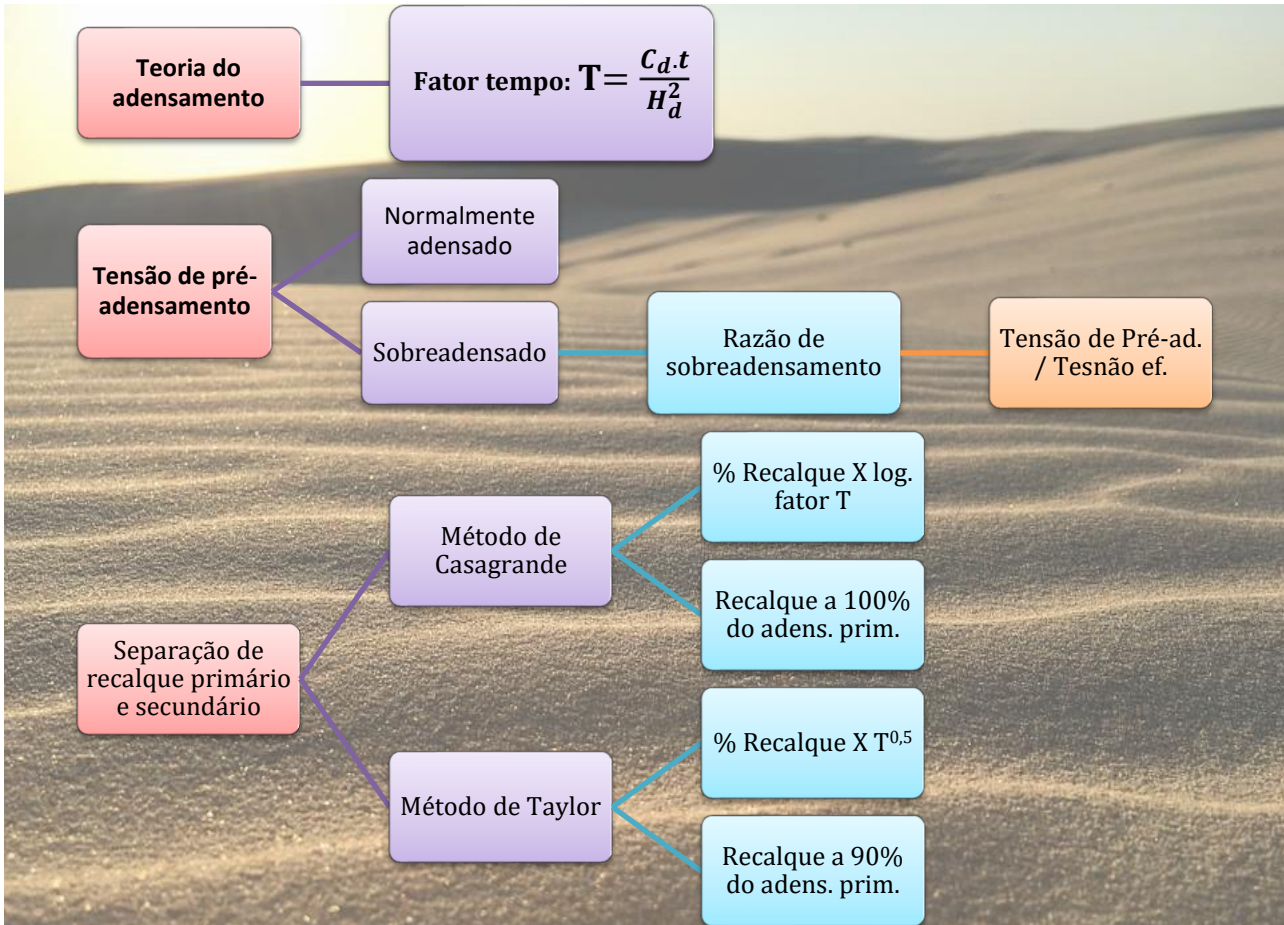 Teoria do
adensamento
Fator tempo: T= C_d.t / H_d^2
Tensão de pré-
adensamento
Normalmente
adensado
Sobreadensado
Razão de
sobreadensamento
Tensão de Pré-ad.
/ Tesnão ef.
Separação de
recalque primário
e secundário
Método de
Casagrande
% Recalque X log.
fator T
Recalque a 100%
do adens. prim.
Método de Taylor
% Recalque X T^0,5
Recalque a 90%
do adens. prim.